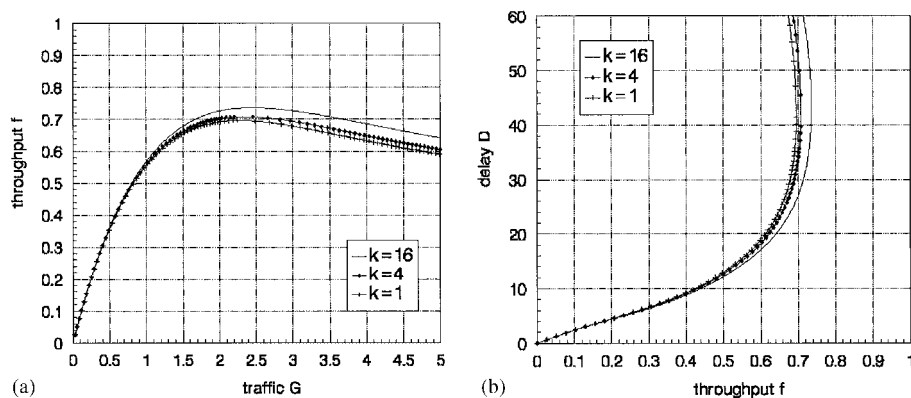 1
0.9
0.8
0.7
0.6
0.5
0.4
0.3
0.2
0.1
0
throughput f
k=16
k=4
k=1
0 0.5 1 1.5 2 2.5 3 3.5 4 4.5 5
traffic G
(a)
60
50
40
30
20
10
0
delay D
k=16
k=4
k=1
0 0.1 0.2 0.3 0.4 0.5 0.6 0.7 0.8 0.9 1
throughput f
(b)